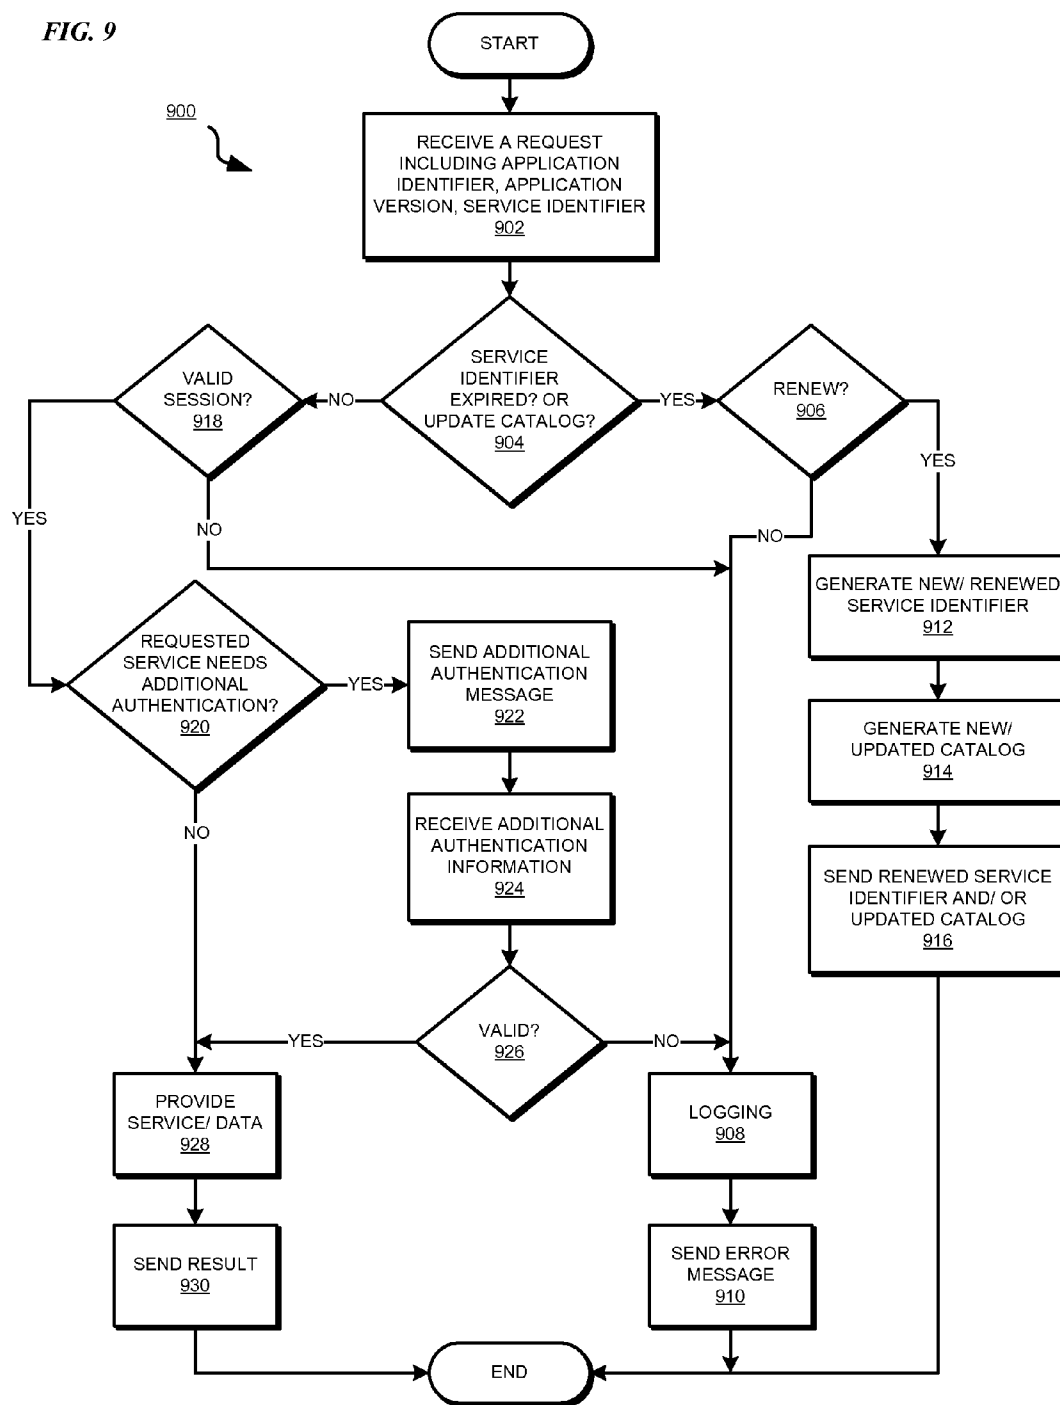 FIG. 9
START
900
RECEIVE A REQUEST
INCLUDING APPLICATION
IDENTIFIER, APPLICATION
VERSION, SERVICE IDENTIFIER
902
SERVICE
IDENTIFIER
EXPIRED? OR
UPDATE CATALOG?
904
NO
YES
VALID
SESSION?
918
RENEW?
906
YES
NO
NO
YES
GENERATE NEW/ RENEWED
SERVICE IDENTIFIER
912
REQUESTED
SERVICE NEEDS
ADDITIONAL
AUTHENTICATION?
920
YES
SEND ADDITIONAL
AUTHENTICATION
MESSAGE
922
GENERATE NEW/
UPDATED CATALOG
914
NO
RECEIVE ADDITIONAL
AUTHENTICATION
INFORMATION
924
SEND RENEWED SERVICE
IDENTIFIER AND/ OR
UPDATED CATALOG
916
YES
VALID?
926
NO
PROVIDE
SERVICE/ DATA
928
LOGGING
908
SEND RESULT
930
SEND ERROR
MESSAGE
910
END